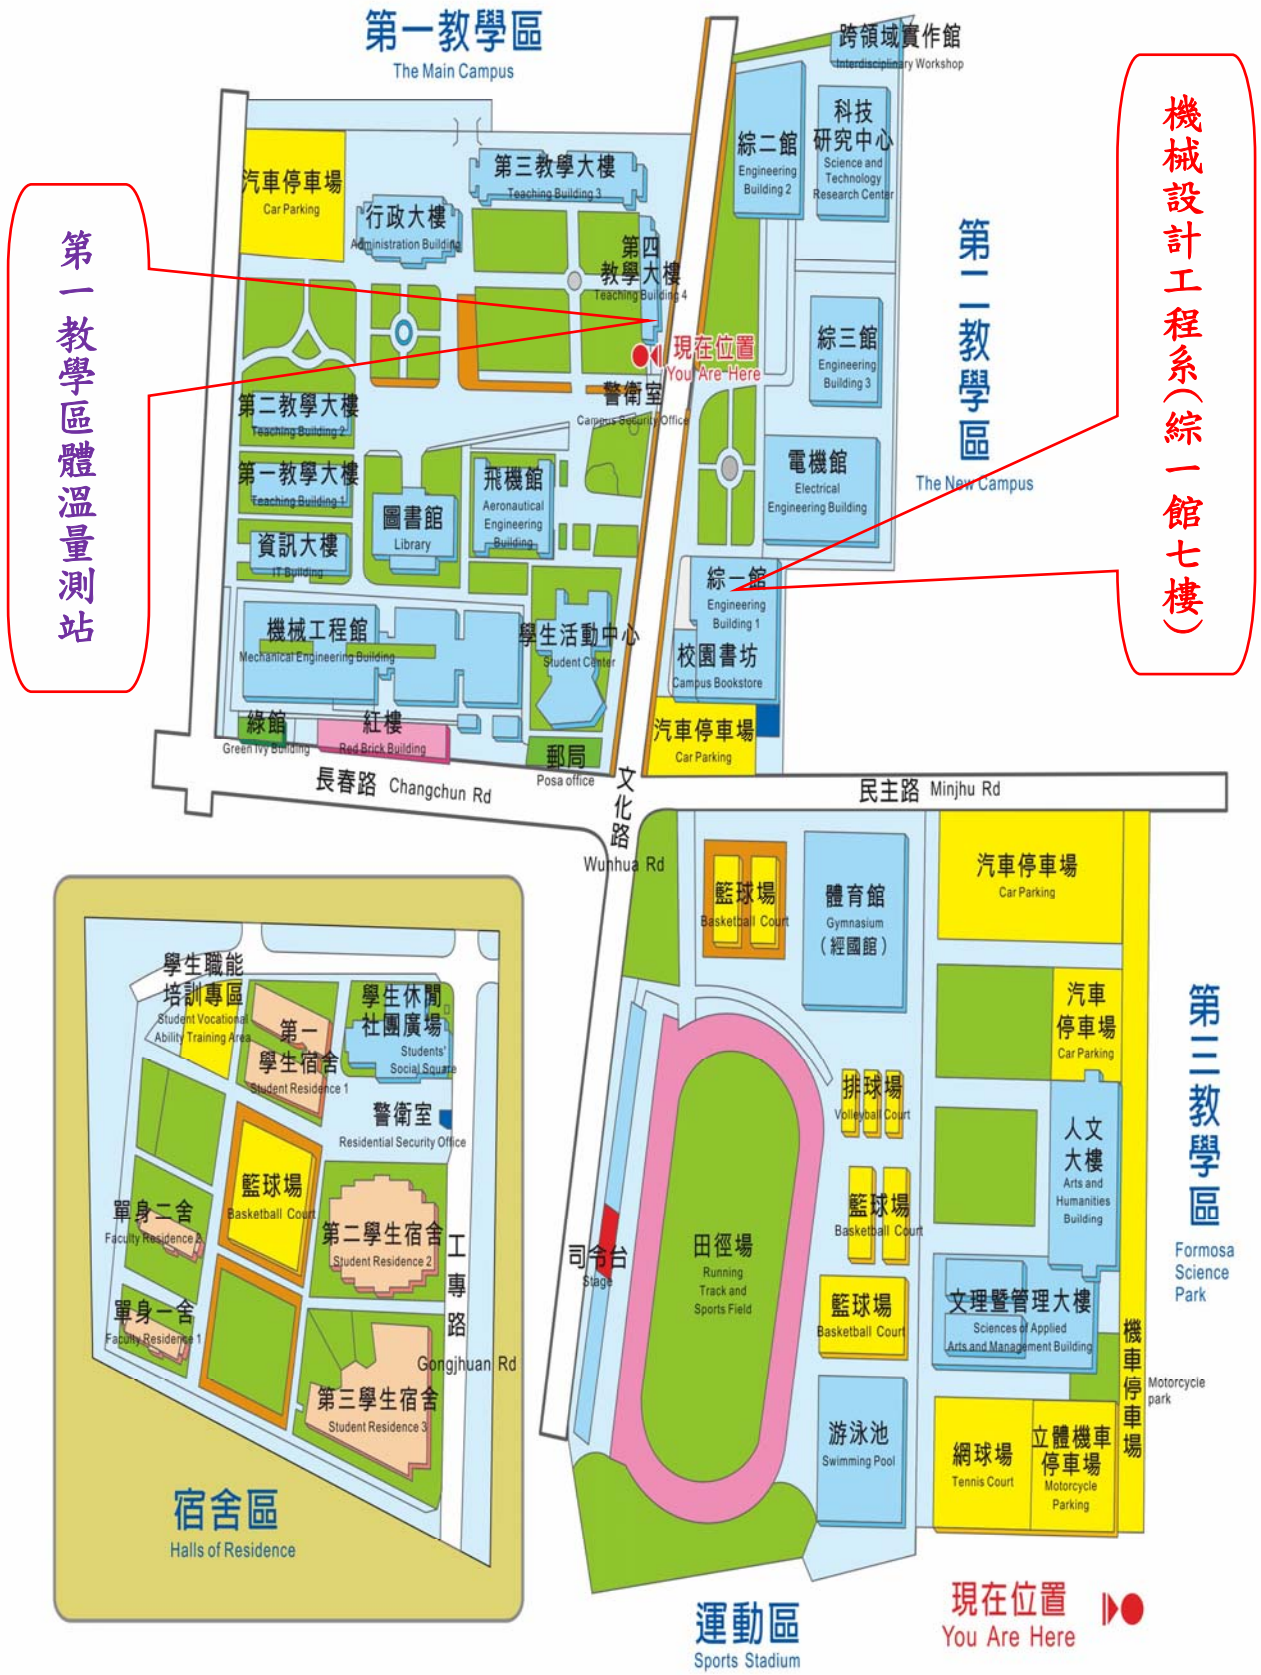 第一教學區
The Main Campus
跨領域實作館
Interdisciplinary Workshop
科技
研究中心
Science and
Technology
Research Center
綜二館
Engineering
Building 2
第三教學大樓
Teaching Building 3
汽車停車場
Car Parking
行政大樓
Administration Building
第四
教學大樓
Teaching Building 4
第二教學區
The New Campus
機械設計工程系(綜一館七樓)
第一教學區體溫量測站
綜三館
Engineering
Building 3
現在位置
You Are Here
警衛室
Campus Security Office
第二教學大樓
Teaching Building 2
第一教學大樓
Teaching Building 1
資訊大樓
IT Building
圖書館
Library
飛機館
Aeronautical
Engineering
Building
電機館
Electrical
Engineering Building
綜一館
Engineering
Building 1
機械工程館
Mechanical Engineering Building
學生活動中心
Student Center
校園書坊
Campus Bookstore
綠館
Green Ivy Building
紅樓
Red Brick Building
郵局
Posa office
汽車停車場
Car Parking
長春路 Changchun Rd
文化路
Wunhua Rd
民主路 Minjhu Rd
籃球場
Basketball Court
體育館
Gymnasium
(經國館)
汽車停車場
Car Parking
汽車
停車場
Car Parking
第三教學區
Formosa
Science
Park
學生職能
培訓專區
Student Vocational
Ability Training Area
第一
學生宿舍
Student Residence 1
學生休閒
社團廣場
Students'
Social Square
警衛室
Residential Security Office
籃球場
Basketball Court
第二學生宿舍
Student Residence 2
單身二舍
Faculty Residence 2
單身一舍
Faculty Residence 1
工專路
Gongjhuan Rd
第三學生宿舍
Student Residence 3
宿舍區
Halls of Residence
排球場
Volleyball Court
籃球場
Basketball Court
籃球場
Basketball Court
人文
大樓
Arts and
Humanities
Building
司令台
Stage
田徑場
Running
Track and
Sports Field
文理暨管理大樓
Sciences of Applied
Arts and Management Building
機車停車場
Motorcycle
park
游泳池
Swimming Pool
網球場
Tennis Court
立體機車
停車場
Motorcycle
Parking
運動區
Sports Stadium
現在位置
You Are Here